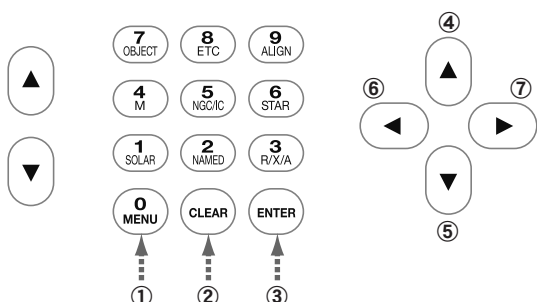 ④
7 8 9
OBJECT ETC ALIGN
⑥ ⑦
4 5 6
M NGC/IC STAR
1 2 3
SOLAR NAMED R/X/A
0
MENU CLEAR ENTER
⑤
① ② ③